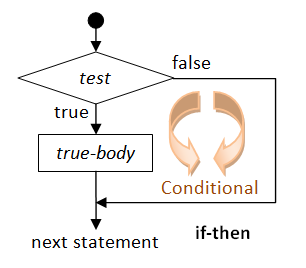 false
test
true
true-body
Conditional
if-then
next statement